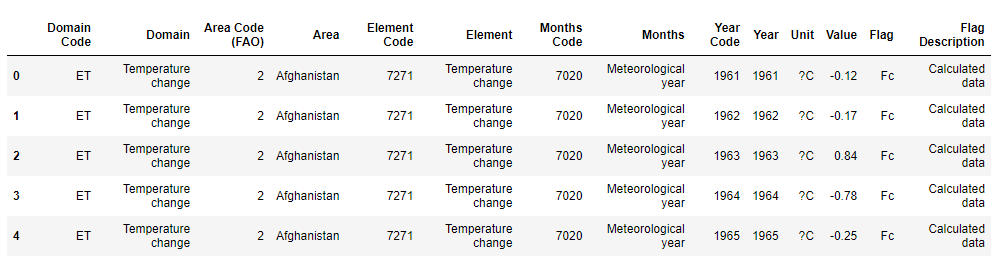 Domain Code Domain Area Code (FAO) Area Element Code Element Months Code Months Year Code Year Unit Value Flag Flag Description
0 ET Temperature change 2 Afghanistan 7271 Temperature change 7020 Meteorological year 1961 1961 ?C -0.12 Fc Calculated data
1 ET Temperature change 2 Afghanistan 7271 Temperature change 7020 Meteorological year 1962 1962 ?C -0.17 Fc Calculated data
2 ET Temperature change 2 Afghanistan 7271 Temperature change 7020 Meteorological year 1963 1963 ?C 0.84 Fc Calculated data
3 ET Temperature change 2 Afghanistan 7271 Temperature change 7020 Meteorological year 1964 1964 ?C -0.78 Fc Calculated data
4 ET Temperature change 2 Afghanistan 7271 Temperature change 7020 Meteorological year 1965 1965 ?C -0.25 Fc Calculated data